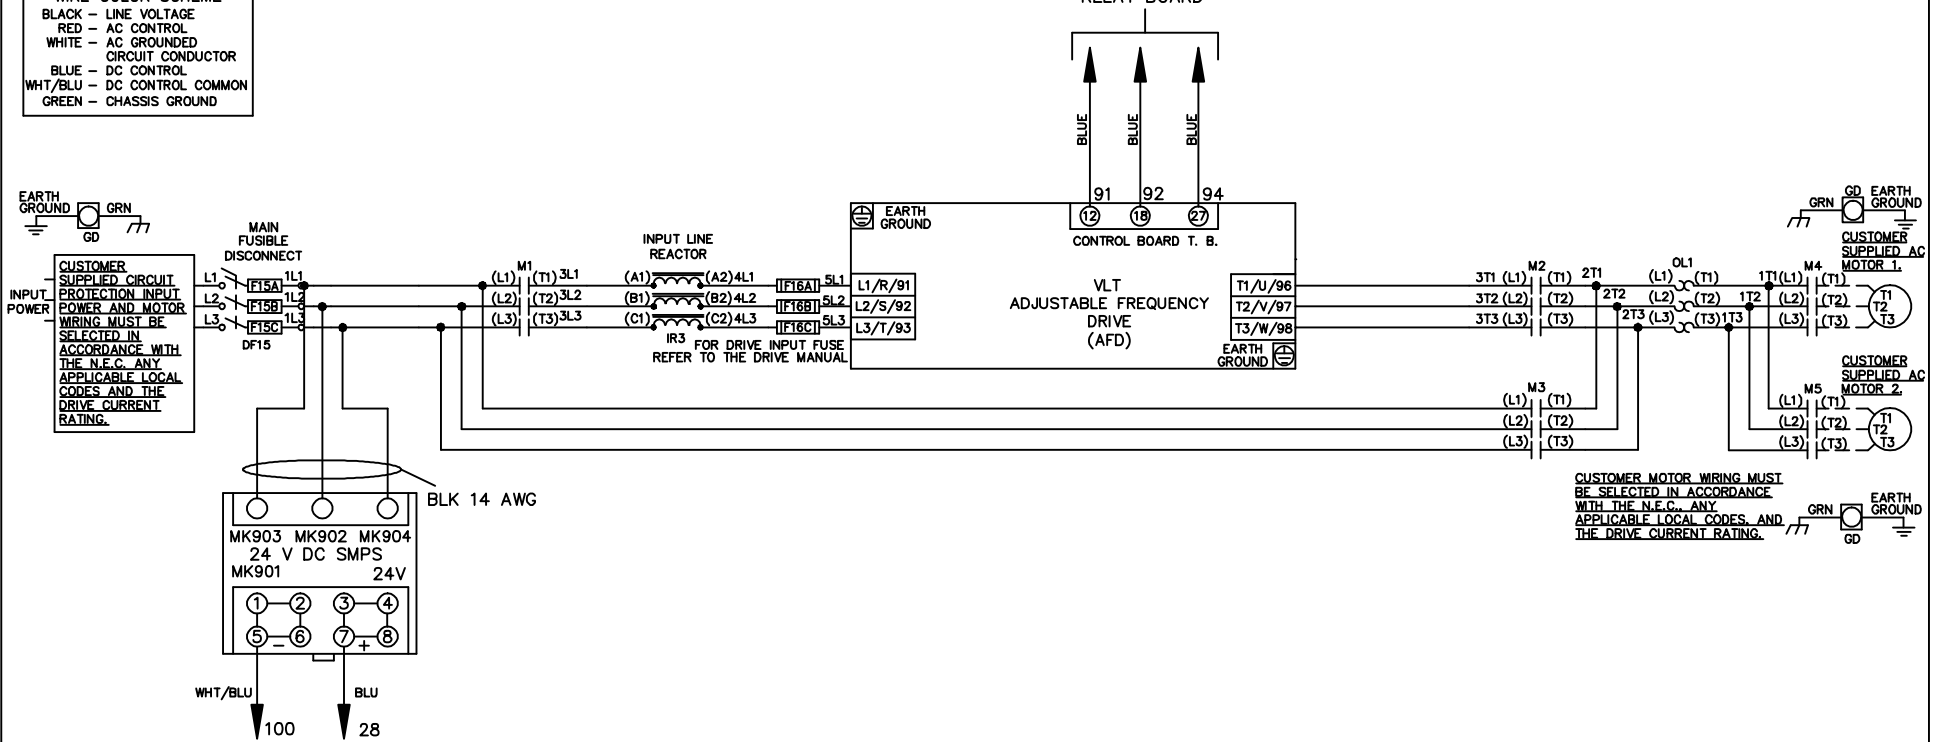 WIRE COLOR SCHEME
BLACK – LINE VOLTAGE
RED – AC CONTROL
WHITE – AC GROUNDED
CIRCUIT CONDUCTOR
BLUE – DC CONTROL
WHT/BLU – DC CONTROL COMMON
GREEN – CHASSIS GROUND
RELAY BOARD
BLUE
BLUE
BLUE
91
92
94
12
18
27
CONTROL BOARD T. B.
EARTH
GROUND
GRN
GD
INPUT
POWER
CUSTOMER
SUPPLIED CIRCUIT
PROTECTION INPUT
POWER AND MOTOR
WIRING MUST BE
SELECTED IN
ACCORDANCE WITH
THE N.E.C. ANY
APPLICABLE LOCAL
CODES AND THE
DRIVE CURRENT
RATING.
MAIN
FUSIBLE
DISCONNECT
L1
F15A
1L1
L2
F15B
1L2
L3
F15C
1L3
DF15
M1
(L1)
(T1)
3L1
(L2)
(T2)
3L2
(L3)
(T3)
3L3
INPUT LINE
REACTOR
(A1)
(A2)
4L1
(B1)
(B2)
4L2
(C1)
(C2)
4L3
IR3
F16A
5L1
F16B
5L2
F16C
5L3
FOR DRIVE INPUT FUSE
REFER TO THE DRIVE MANUAL
EARTH
GROUND
L1/R/91
L2/S/92
L3/T/93
VLT
ADJUSTABLE FREQUENCY
DRIVE
(AFD)
T1/U/96
T2/V/97
T3/W/98
EARTH
GROUND
3T1
(L1)
M2
(T1)
2T1
3T2
(L2)
(T2)
2T2
3T3
(L3)
(T3)
2T3
OL1
(L1)
(T1)
1T1
(L2)
(T2)
1T2
(L3)
(T3)
1T3
M4
(L1)
(T1)
(L2)
(T2)
(L3)
(T3)
T1
T2
T3
GRN
GD
EARTH
GROUND
CUSTOMER
SUPPLIED AC
MOTOR 1.
M3
(L1)
(T1)
(L2)
(T2)
(L3)
(T3)
CUSTOMER
SUPPLIED AC
MOTOR 2.
M5
(L1)
(T1)
(L2)
(T2)
(L3)
(T3)
T1
T2
T3
CUSTOMER MOTOR WIRING MUST
BE SELECTED IN ACCORDANCE
WITH THE N.E.C., ANY
APPLICABLE LOCAL CODES, AND
THE DRIVE CURRENT RATING.
GRN
GD
EARTH
GROUND
BLK 14 AWG
MK903 MK902 MK904
24 V DC SMPS
MK901
24V
1
2
3
4
5
6
7
8
–
+
WHT/BLU
BLU
100
28